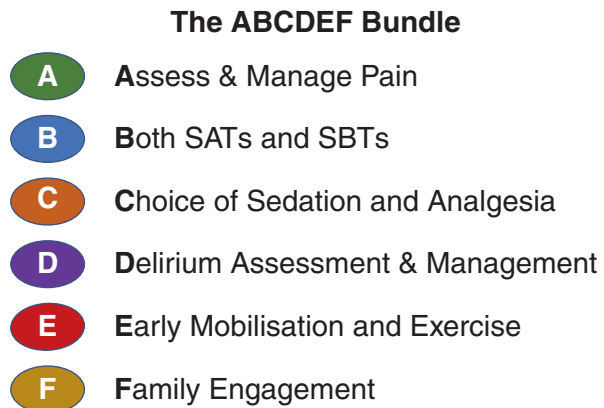 The ABCDEF Bundle
A Assess & Manage Pain
B Both SATs and SBTs
C Choice of Sedation and Analgesia
D Delirium Assessment & Management
E Early Mobilisation and Exercise
F Family Engagement